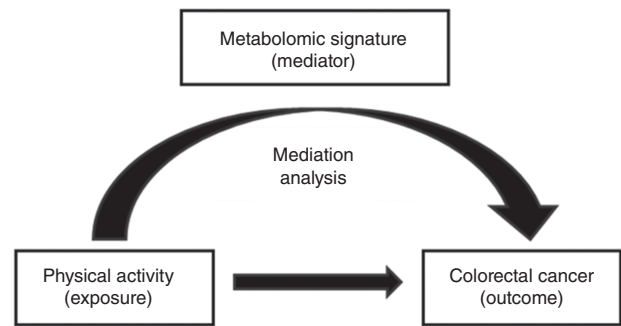 Metabolomic signature
(mediator)
Mediation
analysis
Physical activity
(exposure)
Colorectal cancer
(outcome)